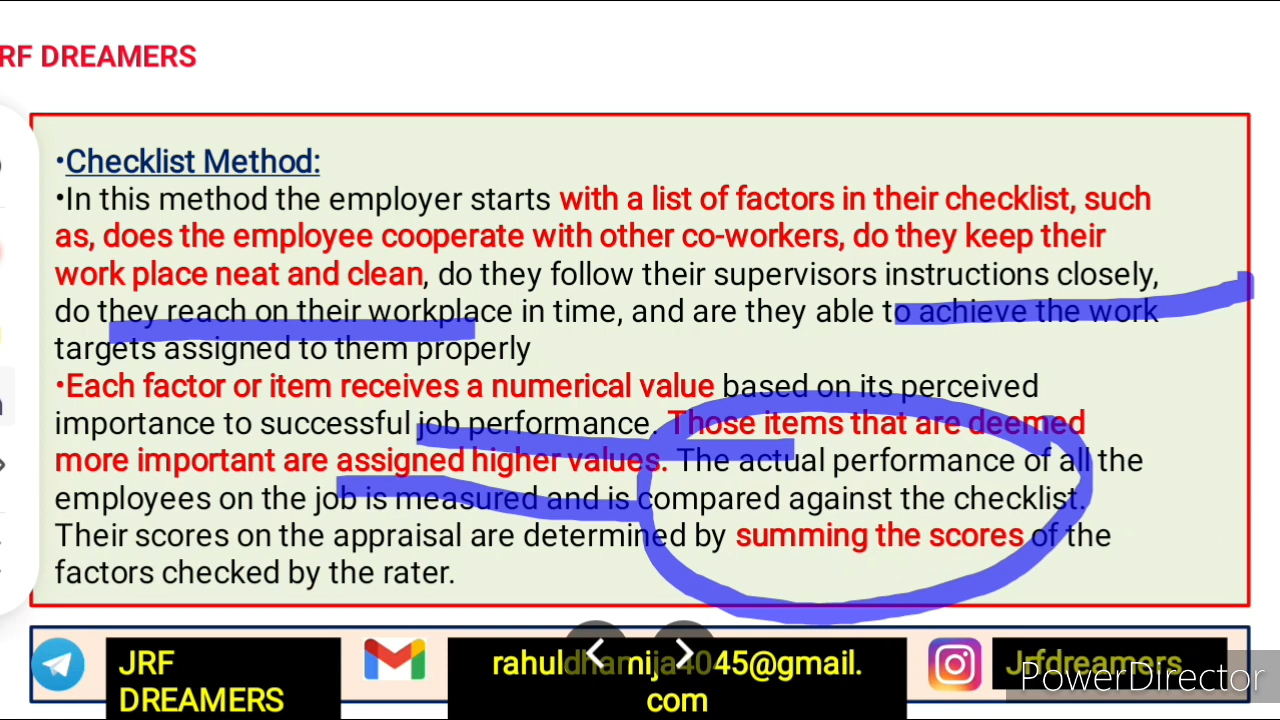 RF DREAMERS
•Checklist Method:
•In this method the employer starts with a list of factors in their checklist, such
as, does the employee cooperate with other co-workers, do they keep their
work place neat and clean, do they follow their supervisors instructions closely,
do they reach on their workplace in time, and are they able to achieve the work
targets assigned to them properly
•Each factor or item receives a numerical value based on its perceived
importance to successful job performance. Those items that are deemed
more important are assigned higher values. The actual performance of all the
employees on the job is measured and is compared against the checklist.
Their scores on the appraisal are determined by summing the scores of the
factors checked by the rater.
JRF
DREAMERS
rahuldhamija4045@gmail.
com
Jrfdreamers
PowerDirector